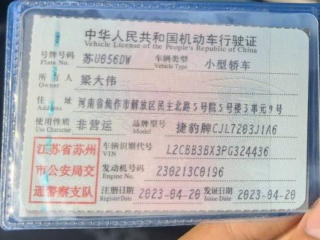 中华人民共和国机动车行驶证
Vehicle License of the People's Republic of China
号牌号码 苏U856DW 车辆类型 小型轿车
Plate No. Vehicle Type
所有人 梁大伟
Owner
住址 河南省焦作市解放区民主北路5号院5号楼3单元9号
Address
使用性质 非营运 品牌型号 捷豹牌CJL7203J1A6
Use Character Model
江苏省苏州
市公安局交
通警察支队
车辆识别代号 L2CBB3BX3PG324436
VIN
发动机号码 230213C0196
Engine No.
注册日期 2023-04-20 发证日期 2023-04-20
Register Date Issue Date